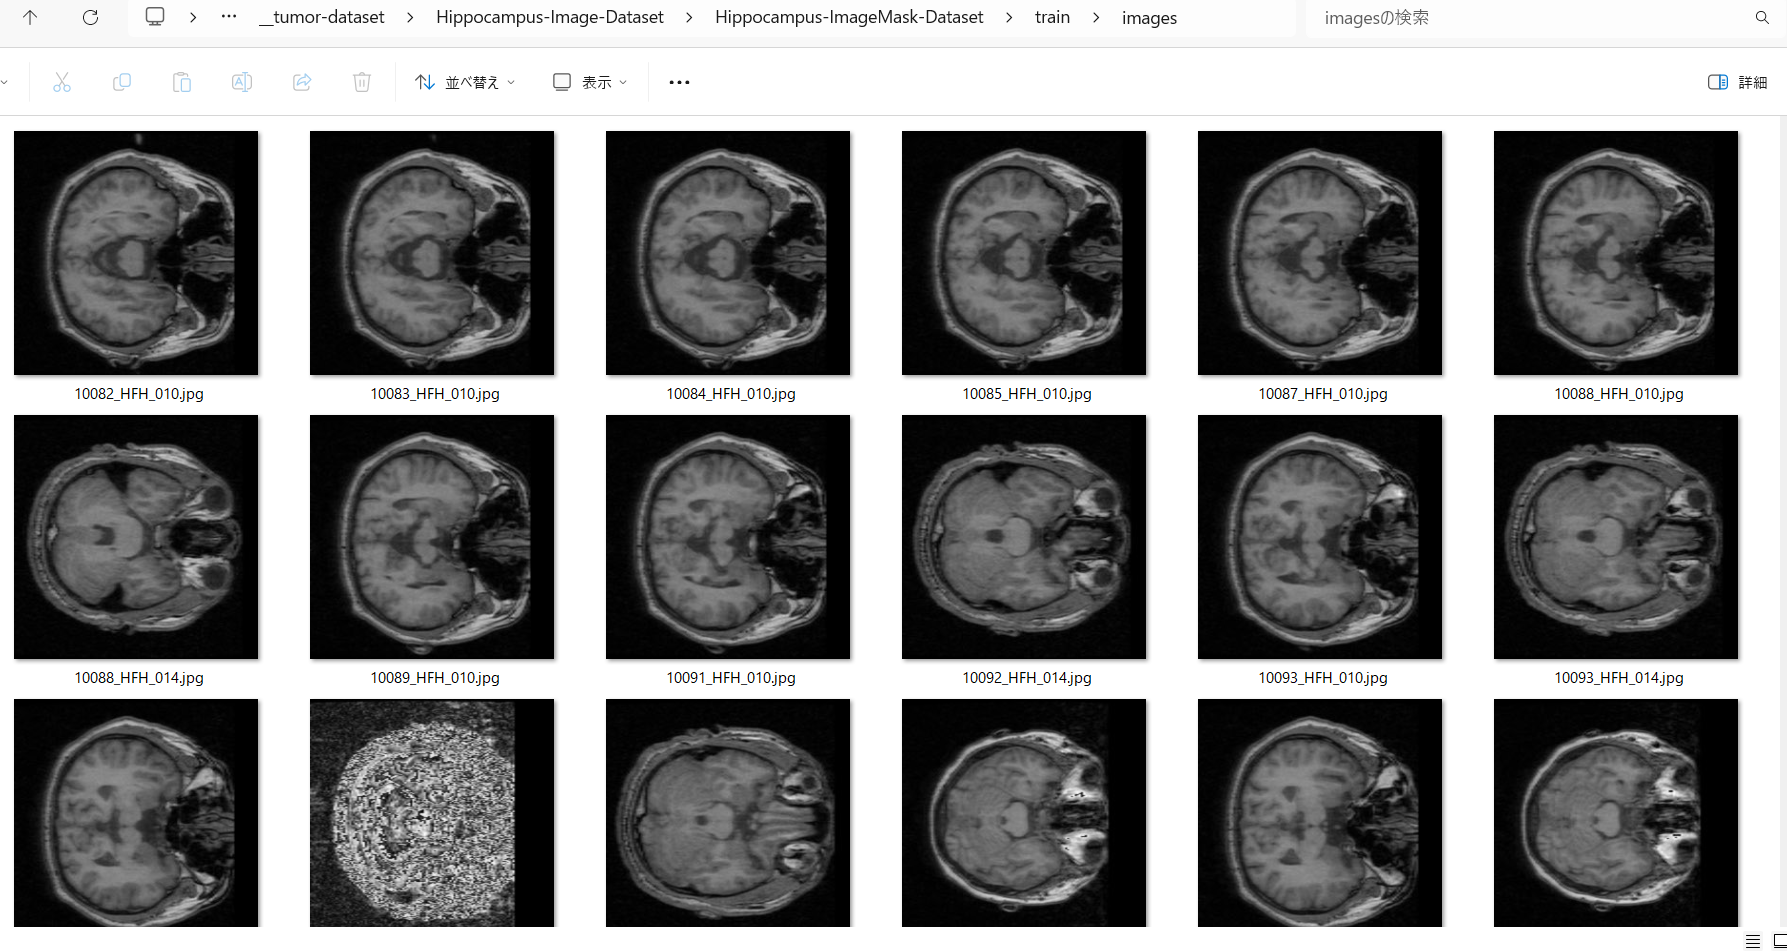 … __tumor-dataset > Hippocampus-Image-Dataset > Hippocampus-ImageMask-Dataset > train > images
imagesの検索
並べ替え
表示
詳細
10082_HFH_010.jpg
10083_HFH_010.jpg
10084_HFH_010.jpg
10085_HFH_010.jpg
10087_HFH_010.jpg
10088_HFH_010.jpg
10088_HFH_014.jpg
10089_HFH_010.jpg
10091_HFH_010.jpg
10092_HFH_014.jpg
10093_HFH_010.jpg
10093_HFH_014.jpg